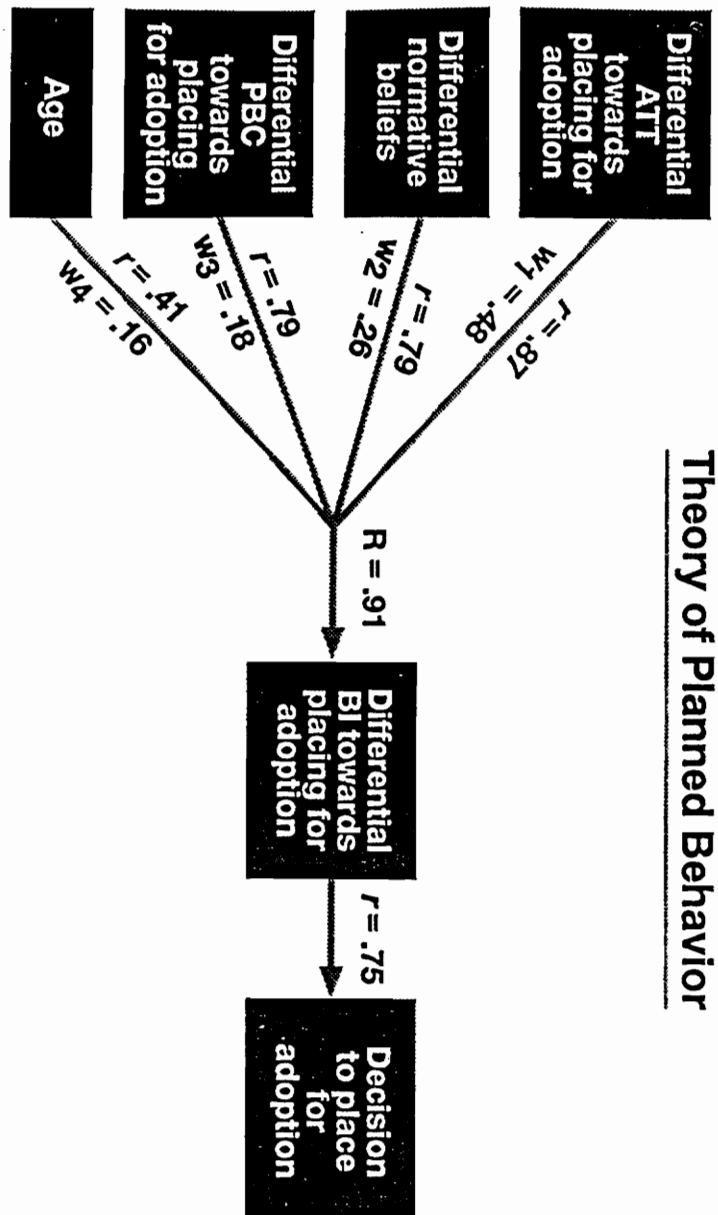 Theory of Planned Behavior
Differential
ATT
towards
placing for
adoption
w1 = .48
r = .87
Differential
normative
beliefs
w2 = .26
r = .79
Differential
PBC
towards
placing
for adoption
r = .79
w3 = .18
Age
r = .41
w4 = .16
R = .91
Differential
BI towards
placing for
adoption
r = .75
Decision
to place
for
adoption